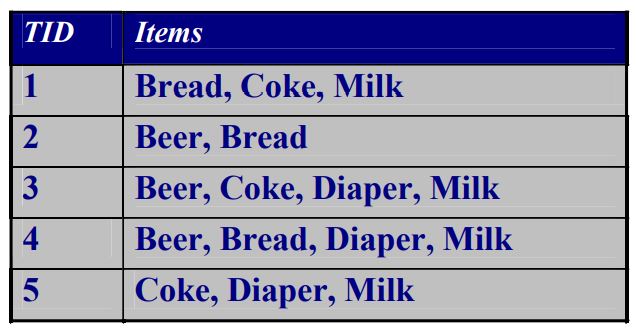 TID Items
1 Bread, Coke, Milk
2 Beer, Bread
3 Beer, Coke, Diaper, Milk
4 Beer, Bread, Diaper, Milk
5 Coke, Diaper, Milk